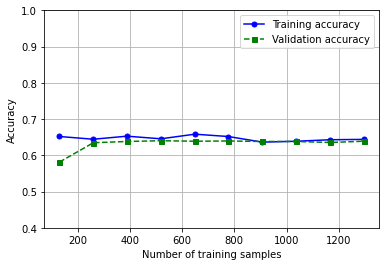 1.0
0.9
0.8
0.7
0.6
0.5
0.4
Accuracy
Training accuracy
Validation accuracy
200 400 600 800 1000 1200
Number of training samples